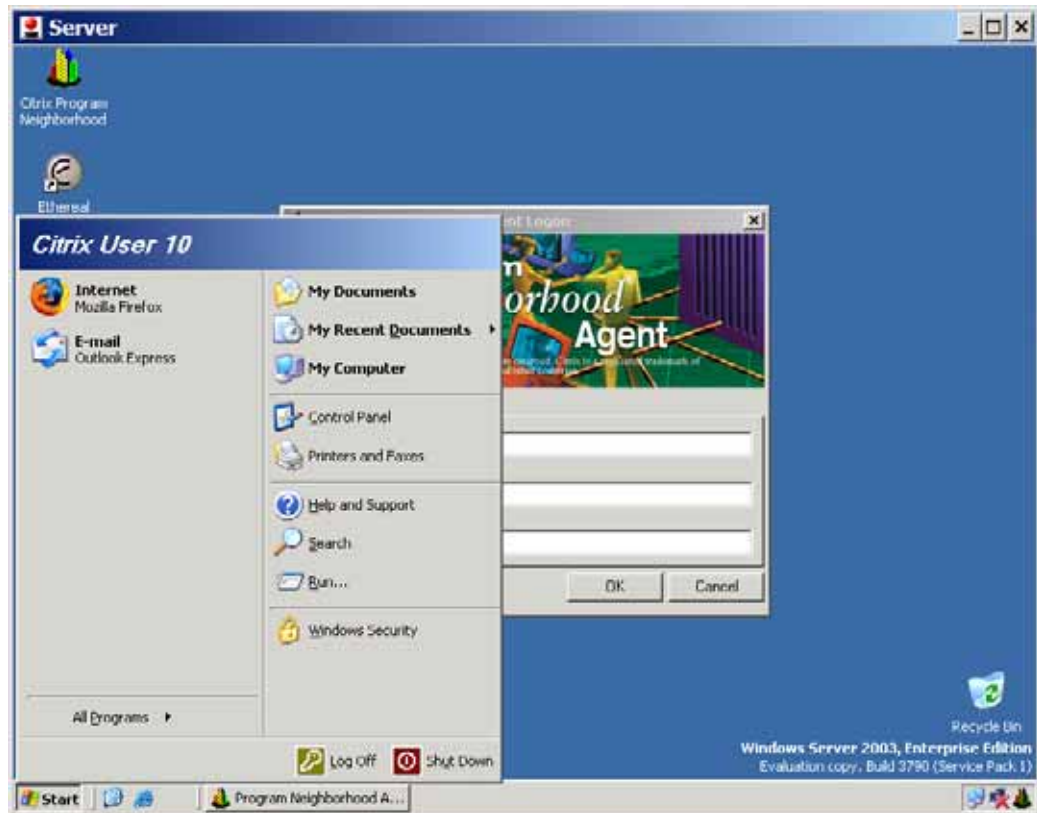 Server
Citrix Program
Neighborhood
Ethereal
Citrix User 10
Internet
Mozilla Firefox
E-mail
Outlook Express
My Documents
My Recent Documents
My Computer
Control Panel
Printers and Faxes
Help and Support
Search
Run...
Windows Security
All Programs
Log Off
Shut Down
nt Logon
m
orhood
Agent
OK
Cancel
Recycle Bin
Windows Server 2003, Enterprise Edition
Evaluation copy. Build 3790 (Service Pack 1)
Start
Program Neighborhood A...